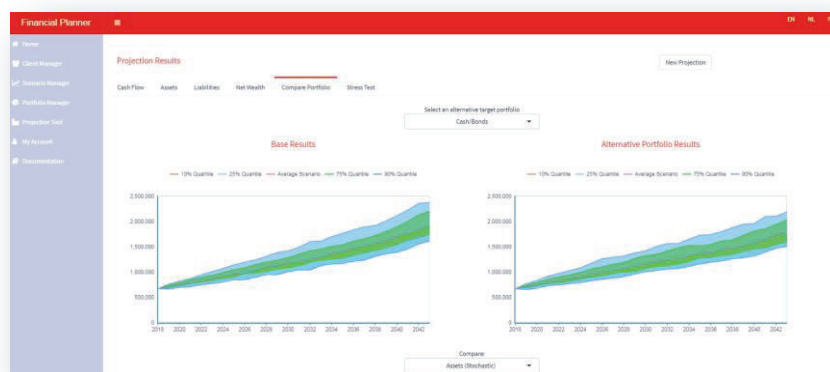 Financial Planner
EN NL
Home
Client Manager
Scenario Manager
Portfolio Manager
Projection Tool
My Account
Documentation
Projection Results
New Projection
Cash Flow Assets Liabilities Net Wealth Compare Portfolio Stress Test
Select an alternative target portfolio
Cash/Bonds
Base Results
10% Quantile 25% Quantile Average Scenario 75% Quantile 90% Quantile
2,500,000
2,000,000
1,500,000
1,000,000
500,000
0
2018 2020 2022 2024 2026 2028 2030 2032 2034 2036 2038 2040 2042
Alternative Portfolio Results
10% Quantile 25% Quantile Average Scenario 75% Quantile 90% Quantile
2,500,000
2,000,000
1,500,000
1,000,000
500,000
0
2018 2020 2022 2024 2026 2028 2030 2032 2034 2036 2038 2040 2042
Compare
Assets (Stochastic)